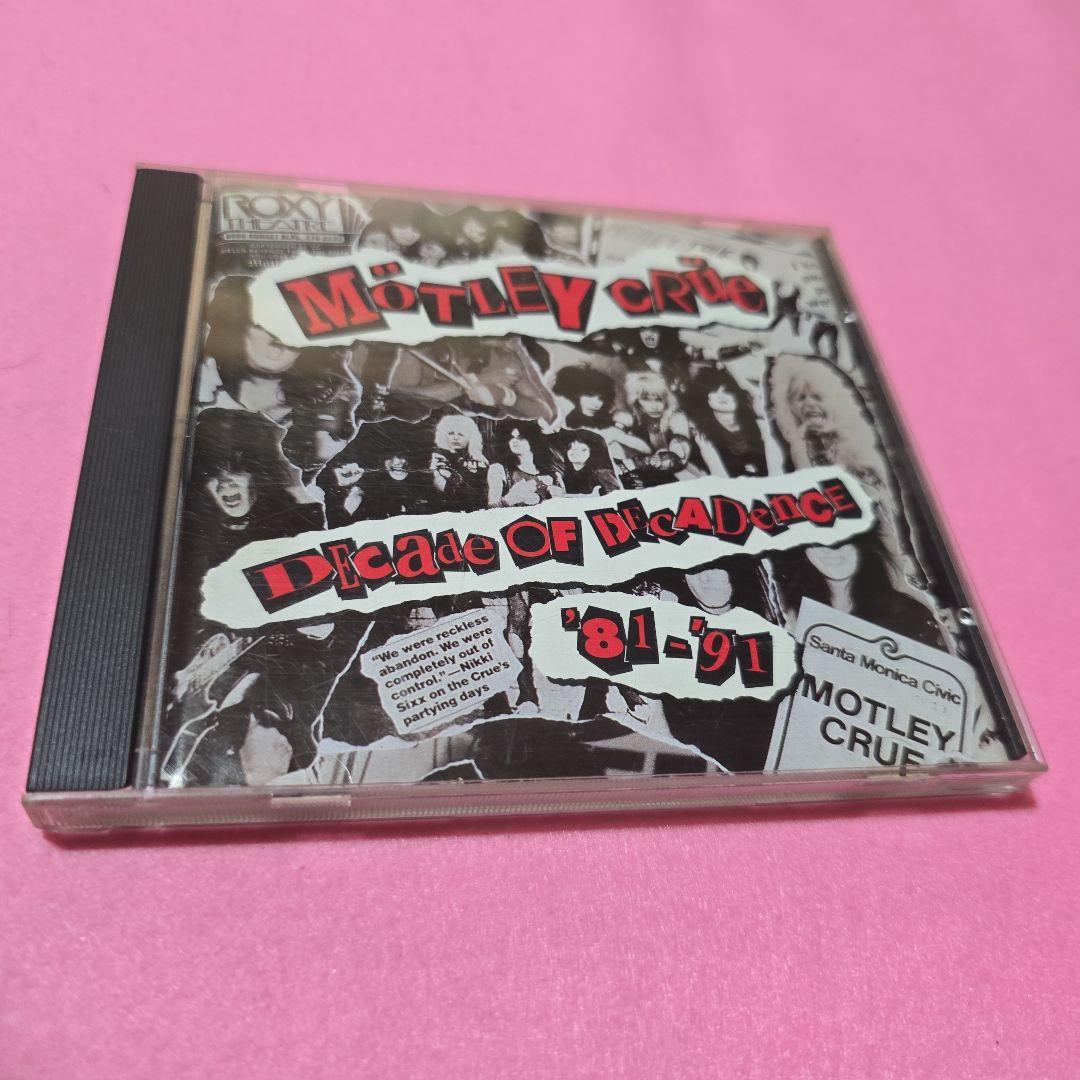 ROXY
THEATRE
MÖTLEY CRÜE
DECADE OF DECADENCE
'81-'91
"We were reckless
abandon. We were
completely out of
control."—Nikki
Sixx on the Crue's
partying days
Santa Monica Civic
MOTLEY
CRUE